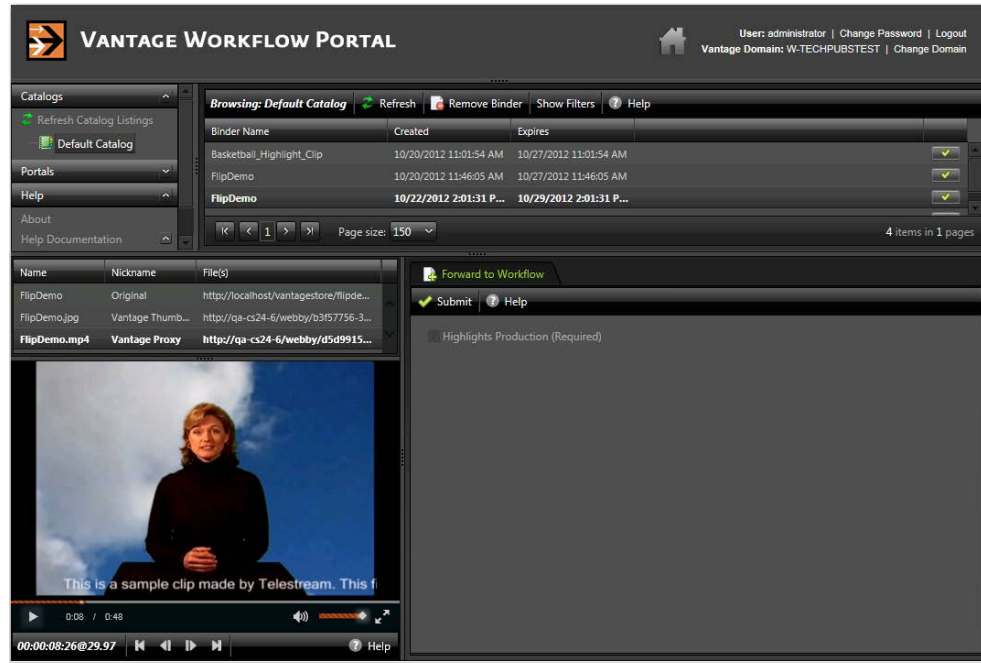 VANTAGE WORKFLOW PORTAL
User: administrator | Change Password | Logout
Vantage Domain: W-TECHPUBSTEST | Change Domain
Catalogs
Refresh Catalog Listings
Default Catalog
Portals
Help
About
Help Documentation
Browsing: Default Catalog Refresh Remove Binder Show Filters Help
Binder Name Created Expires
Basketball_Highlight_Clip 10/20/2012 11:01:54 AM 10/27/2012 11:01:54 AM
FlipDemo 10/20/2012 11:46:05 AM 10/27/2012 11:46:05 AM
FlipDemo 10/22/2012 2:01:31 P... 10/29/2012 2:01:31 P...
1 Page size: 150 4 items in 1 pages
Name Nickname File(s)
FlipDemo Original http://localhost/vantagestore/flipde...
FlipDemo.jpg Vantage Thumb... http://qa-cs24-6/webby/b3f57756-3...
FlipDemo.mp4 Vantage Proxy http://qa-cs24-6/webby/d5d9915...
This is a sample clip made by Telestream. This fi
0:08 / 0:48
00:00:08:26@29.97 Help
Forward to Workflow
Submit Help
Highlights Production (Required)